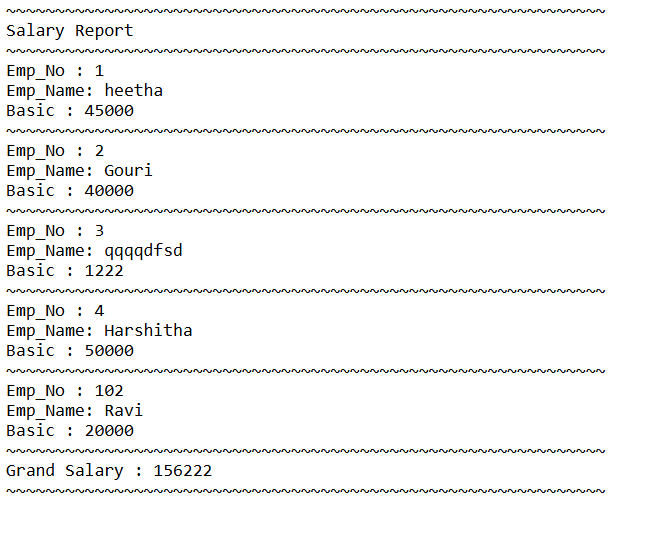 ~~~~~~~~~~~~~~~~~~~~~~~~~~~~~~~~~~~~~~~~~~~~~~~~~~~~~~~~~~~~~
Salary Report
~~~~~~~~~~~~~~~~~~~~~~~~~~~~~~~~~~~~~~~~~~~~~~~~~~~~~~~~~~~~~
Emp_No : 1
Emp_Name: heetha
Basic : 45000
~~~~~~~~~~~~~~~~~~~~~~~~~~~~~~~~~~~~~~~~~~~~~~~~~~~~~~~~~~~~~
Emp_No : 2
Emp_Name: Gouri
Basic : 40000
~~~~~~~~~~~~~~~~~~~~~~~~~~~~~~~~~~~~~~~~~~~~~~~~~~~~~~~~~~~~~
Emp_No : 3
Emp_Name: qqqqdfsd
Basic : 1222
~~~~~~~~~~~~~~~~~~~~~~~~~~~~~~~~~~~~~~~~~~~~~~~~~~~~~~~~~~~~~
Emp_No : 4
Emp_Name: Harshitha
Basic : 50000
~~~~~~~~~~~~~~~~~~~~~~~~~~~~~~~~~~~~~~~~~~~~~~~~~~~~~~~~~~~~~
Emp_No : 102
Emp_Name: Ravi
Basic : 20000
~~~~~~~~~~~~~~~~~~~~~~~~~~~~~~~~~~~~~~~~~~~~~~~~~~~~~~~~~~~~~
Grand Salary : 156222
~~~~~~~~~~~~~~~~~~~~~~~~~~~~~~~~~~~~~~~~~~~~~~~~~~~~~~~~~~~~~